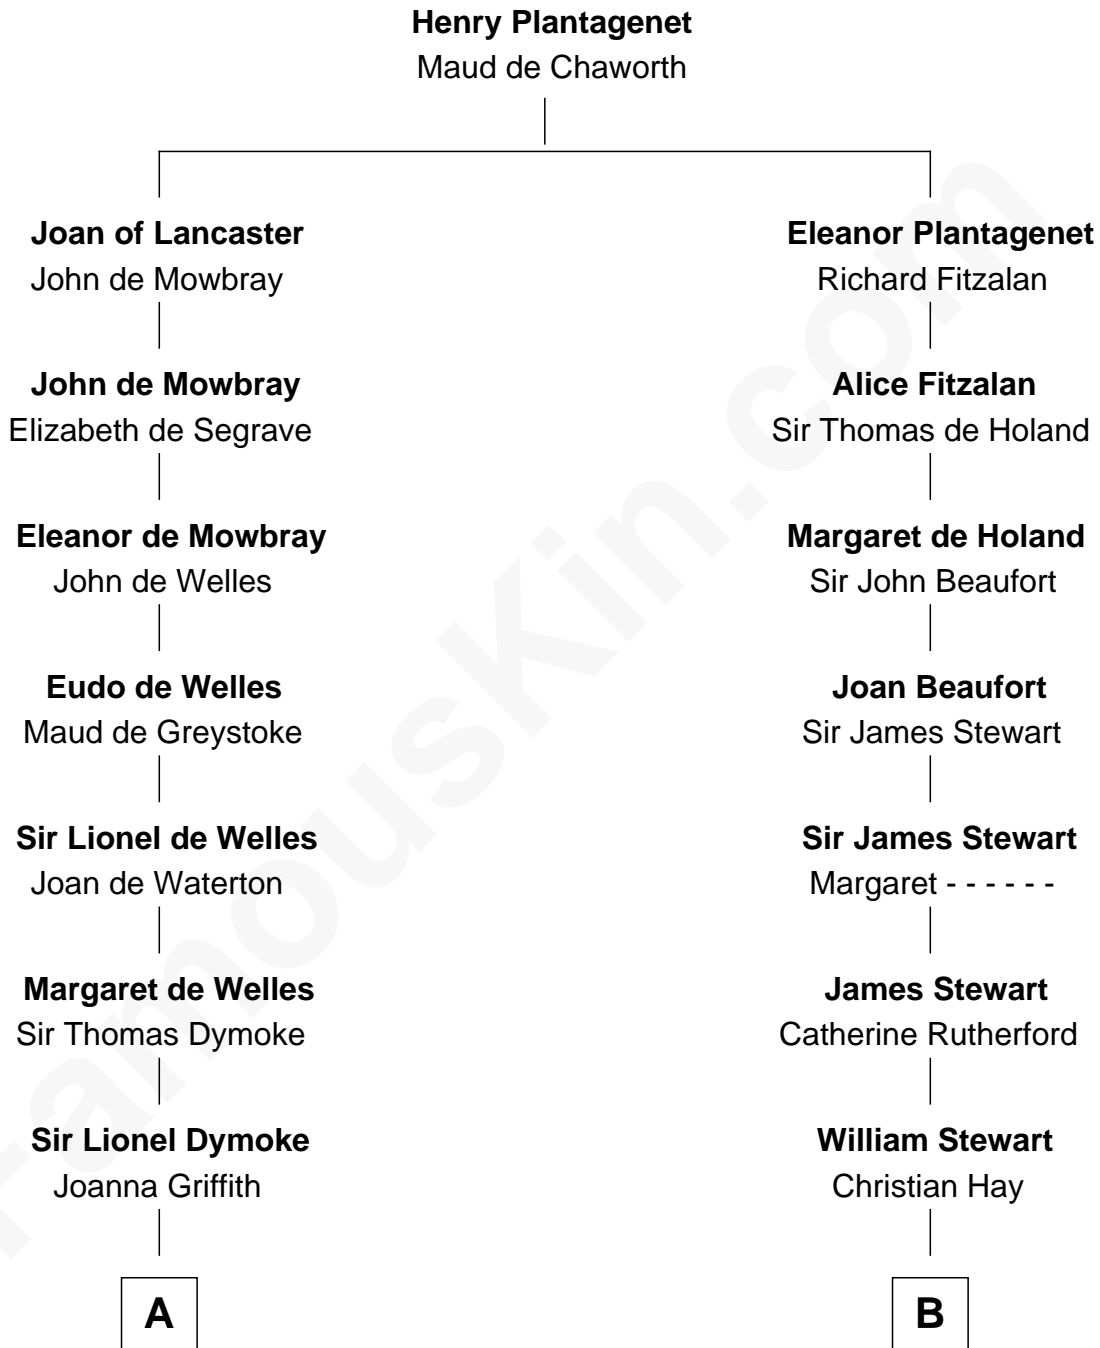 Henry Plantagenet
Maud de Chaworth
Joan of Lancaster
John de Mowbray
Eleanor Plantagenet
Richard Fitzalan
John de Mowbray
Elizabeth de Segrave
Alice Fitzalan
Sir Thomas de Holand
Eleanor de Mowbray
John de Welles
Margaret de Holand
Sir John Beaufort
Eudo de Welles
Maud de Greystoke
Joan Beaufort
Sir James Stewart
Sir Lionel de Welles
Joan de Waterton
Sir James Stewart
Margaret - - - - - -
Margaret de Welles
Sir Thomas Dymoke
James Stewart
Catherine Rutherford
Sir Lionel Dymoke
Joanna Griffith
William Stewart
Christian Hay
A
B
FamousKin.com